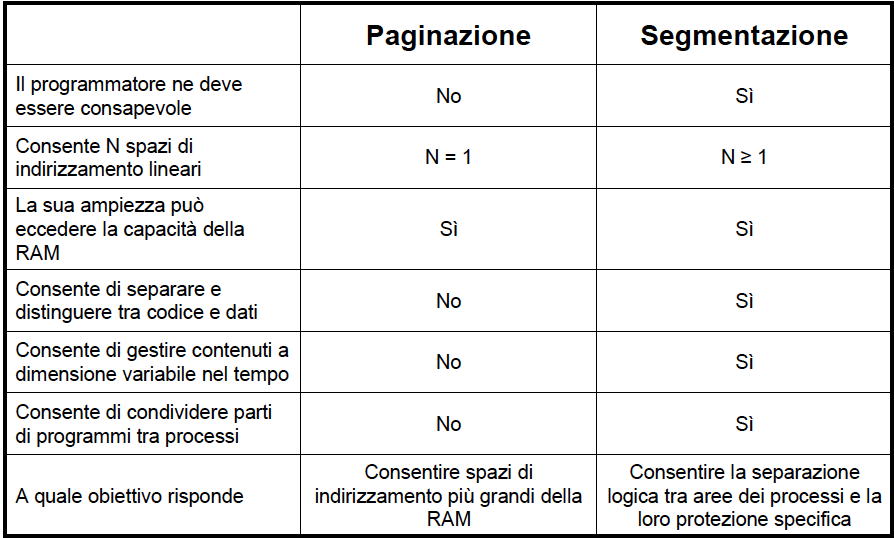 Paginazione Segmentazione
Il programmatore ne deve
essere consapevole
No Sì
Consente N spazi di
indirizzamento lineari
N = 1 N ≥ 1
La sua ampiezza può
eccedere la capacità della
RAM
Sì Sì
Consente di separare e
distinguere tra codice e dati
No Sì
Consente di gestire contenuti a
dimensione variabile nel tempo
No Sì
Consente di condividere parti
di programmi tra processi
No Sì
A quale obiettivo risponde
Consentire spazi di
indirizzamento più grandi della
RAM
Consentire la separazione
logica tra aree dei processi e la
loro protezione specifica